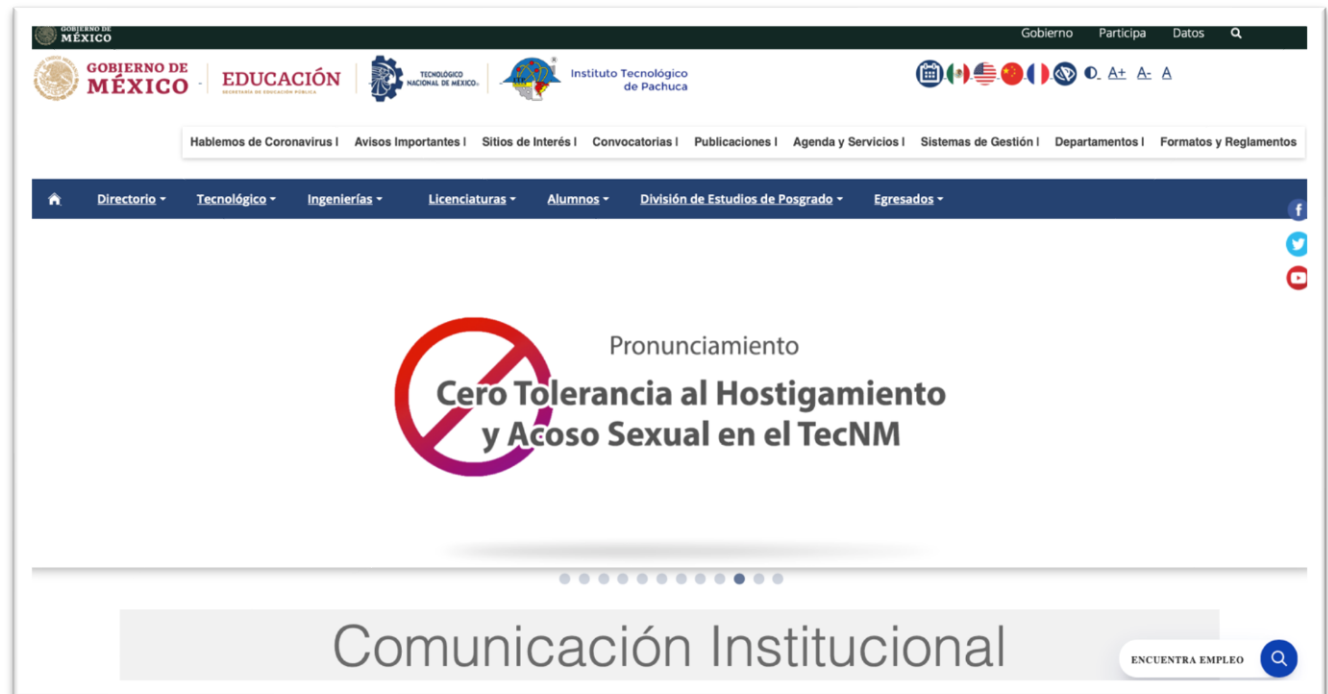 GOBIERNO DE
MÉXICO
Gobierno Participa Datos
GOBIERNO DE
MÉXICO
EDUCACIÓN
SECRETARÍA DE EDUCACIÓN PÚBLICA
TECNOLÓGICO
NACIONAL DE MÉXICO
Instituto Tecnológico
de Pachuca
A+ A- A
Hablemos de Coronavirus | Avisos Importantes | Sitios de Interés | Convocatorias | Publicaciones | Agenda y Servicios | Sistemas de Gestión | Departamentos | Formatos y Reglamentos
Directorio Tecnológico Ingenierías Licenciaturas Alumnos División de Estudios de Posgrado Egresados
Pronunciamiento
Cero Tolerancia al Hostigamiento
y Acoso Sexual en el TecNM
Comunicación Institucional
ENCUENTRA EMPLEO